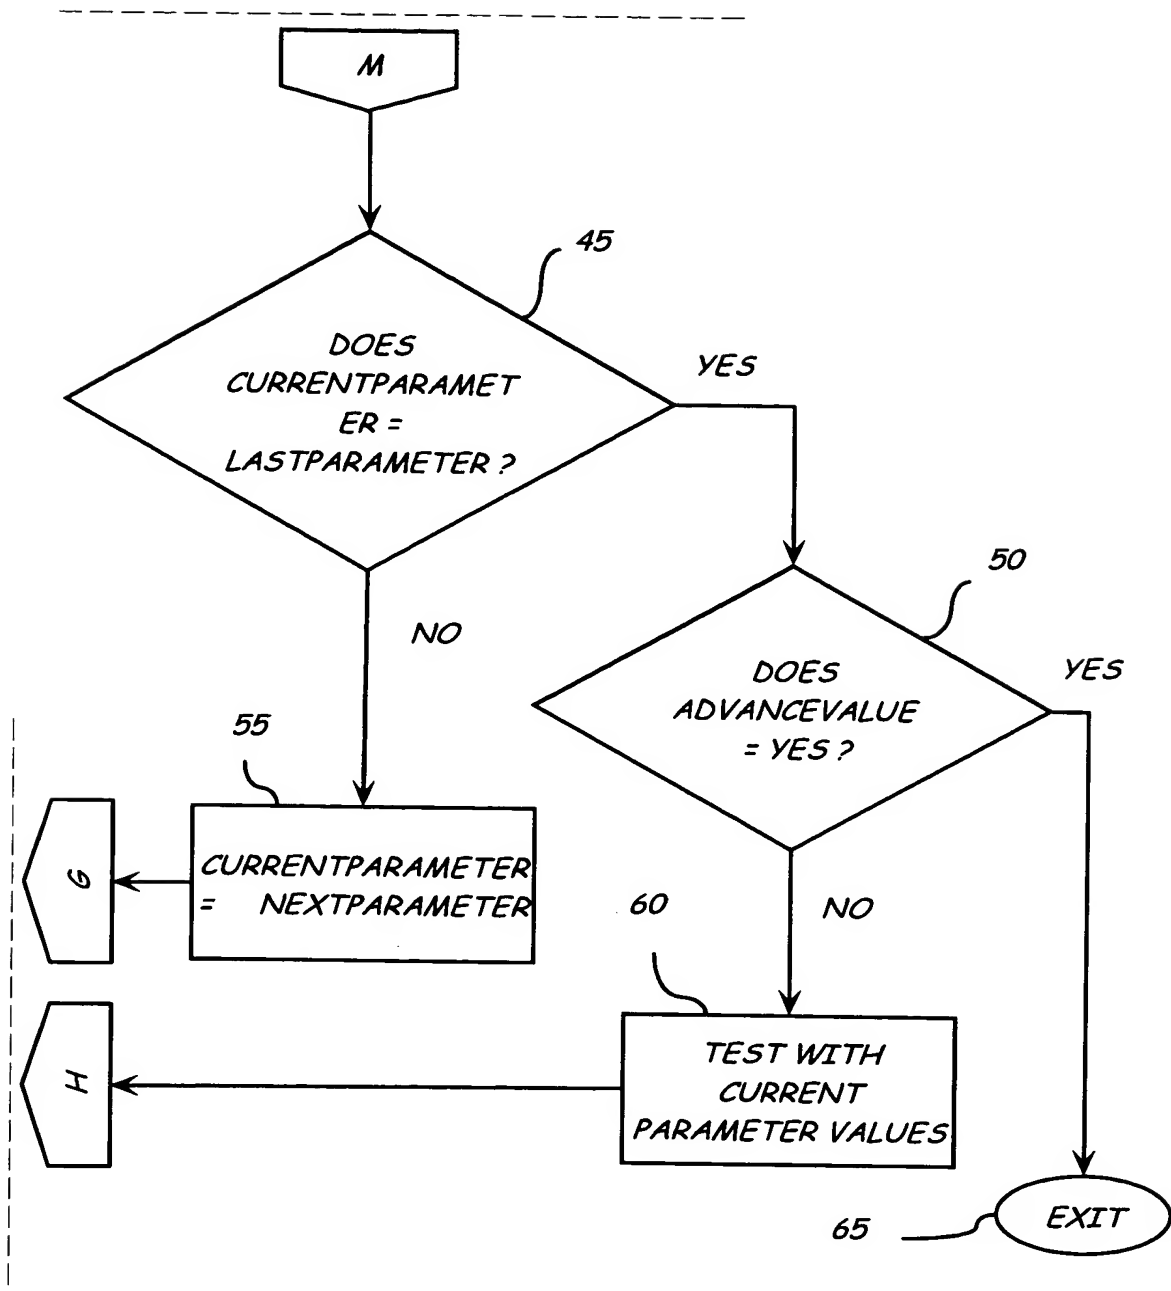 M
45
DOES
CURRENTPARAMET
ER =
LASTPARAMETER ?
YES
50
NO
DOES
ADVANCEVALUE
= YES ?
YES
55
G
CURRENTPARAMETER
= NEXTPARAMETER
60
NO
H
TEST WITH
CURRENT
PARAMETER VALUES
65
EXIT